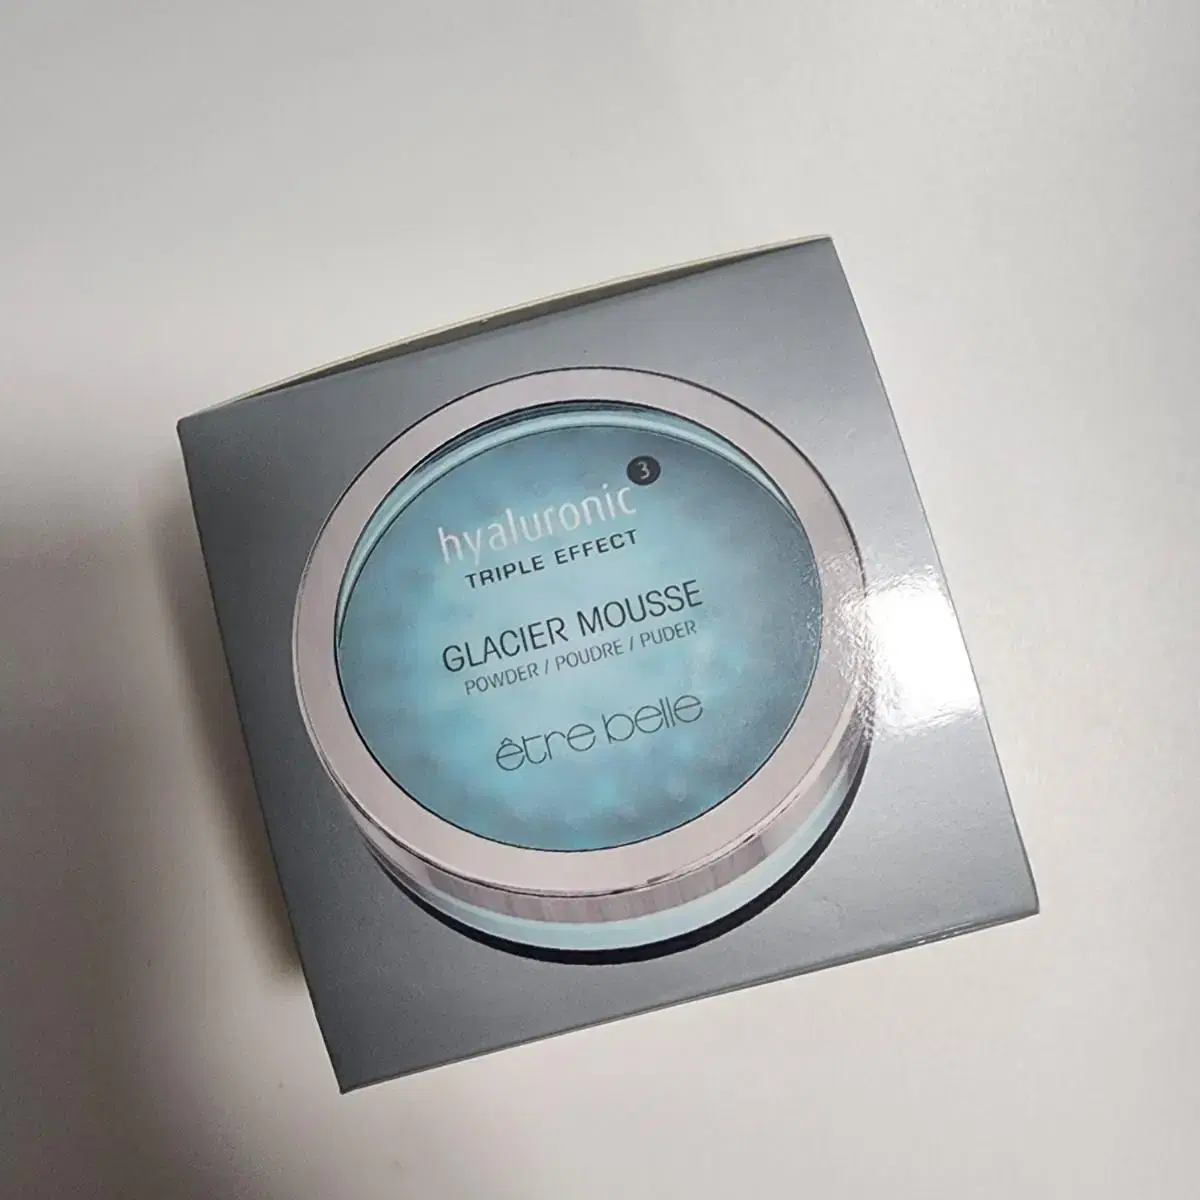 hyaluronic 3
TRIPLE EFFECT
GLACIER MOUSSE
POWDER / POUDRE / PUDER
être belle